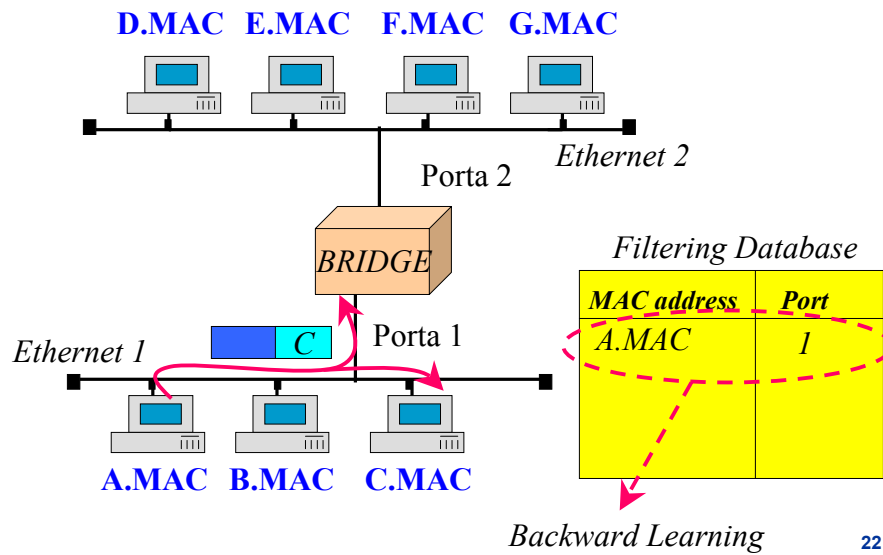 D.MAC E.MAC F.MAC G.MAC
Ethernet 2
Porta 2
BRIDGE
Filtering Database
MAC address Port
A.MAC 1
C
Porta 1
Ethernet 1
A.MAC B.MAC C.MAC
Backward Learning
22